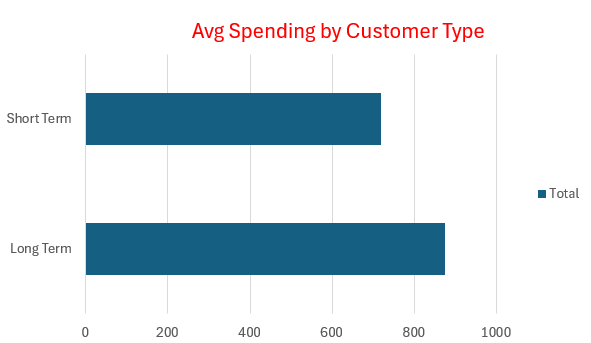 Avg Spending by Customer Type
Short Term
Total
Long Term
0 200 400 600 800 1000